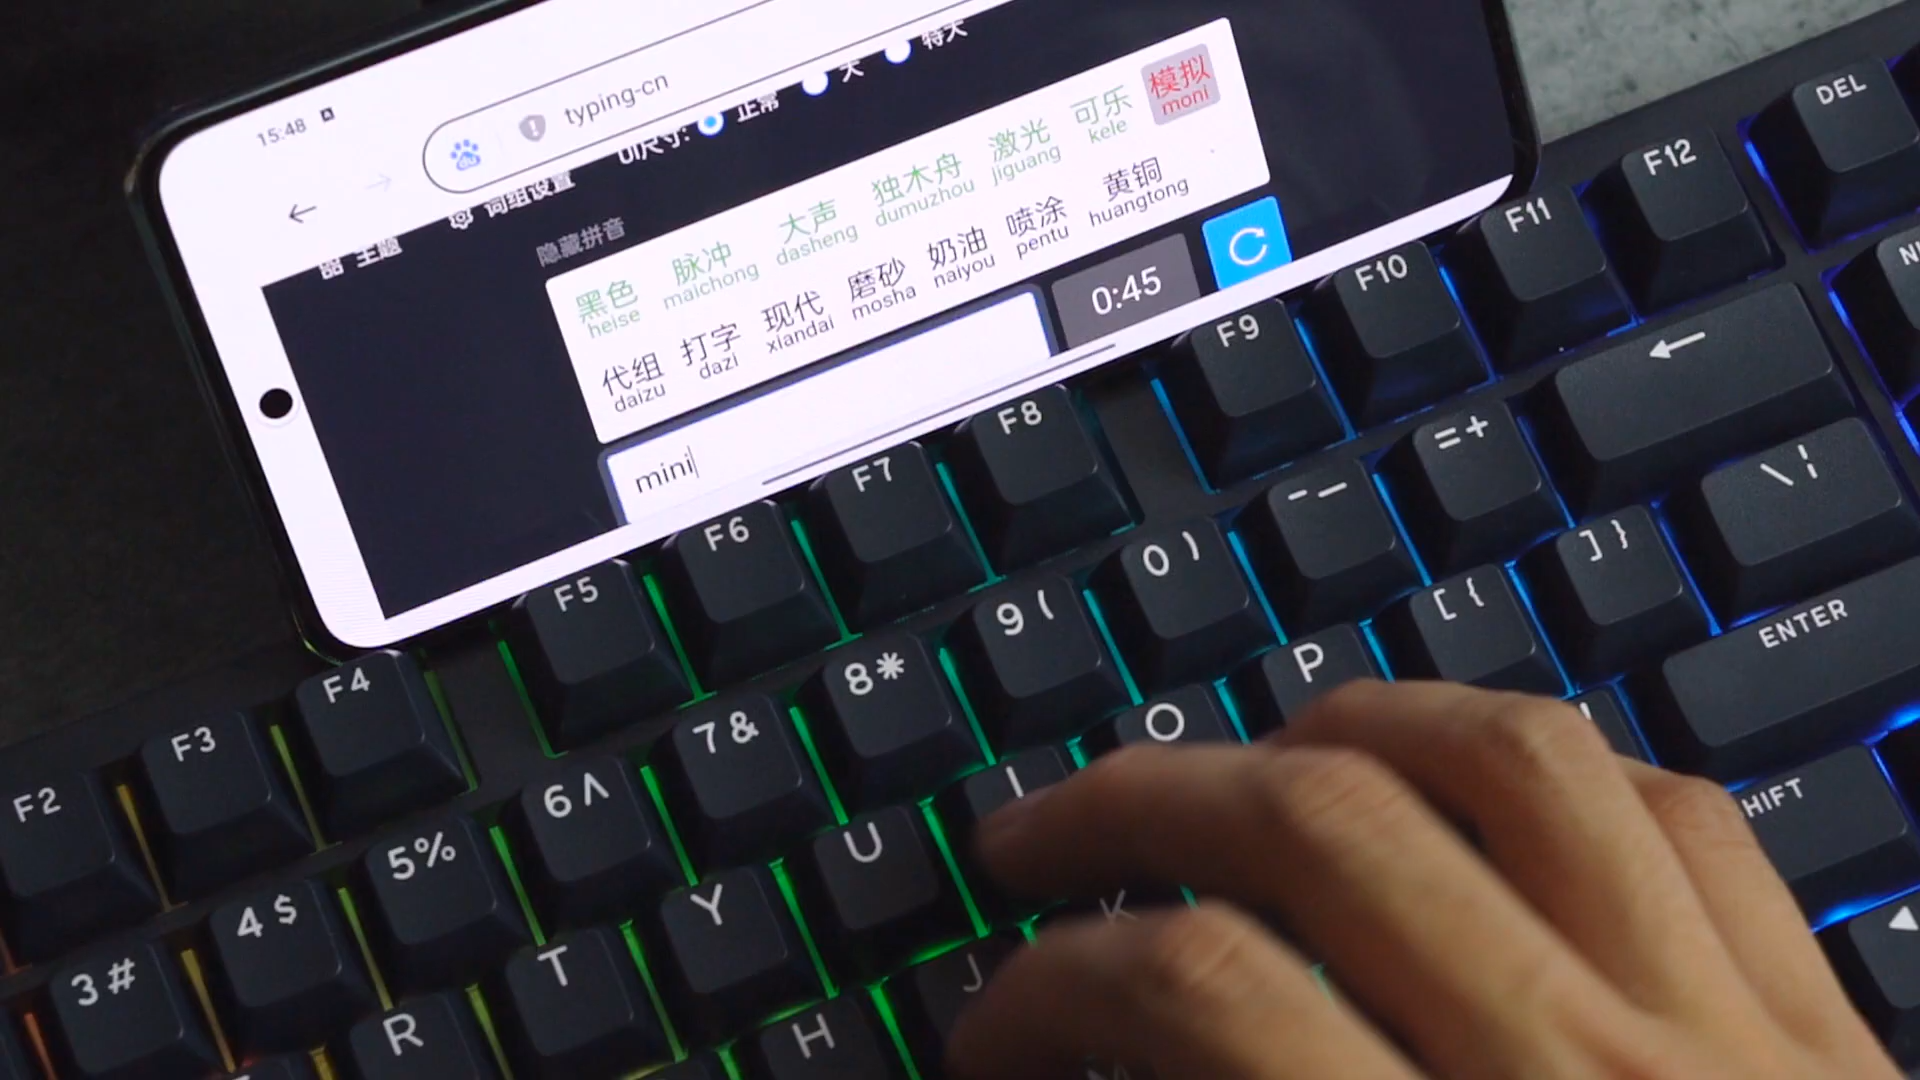 15:48
typing-cn
主题
词组设置
UI尺寸: 正常 大 特大
隐藏拼音
黑色 脉冲 大声 独木舟 激光 可乐 模拟
heise maichong dasheng dumuzhou jiguang kele moni
代组 打字 现代 磨砂 奶油 喷涂 黄铜
daizu dazi xiandai mosha naiyou pentu huangtong
mini
0:45
F2 F3 F4 F5 F6 F7 F8 F9 F10 F11 F12 DEL
3 # 4 $ 5% 6 ^ 7 & 8* 9 ( 0 ) - — = + ←
R T Y U I O P [ { ] } \ ¦
H J K ENTER
HIFT